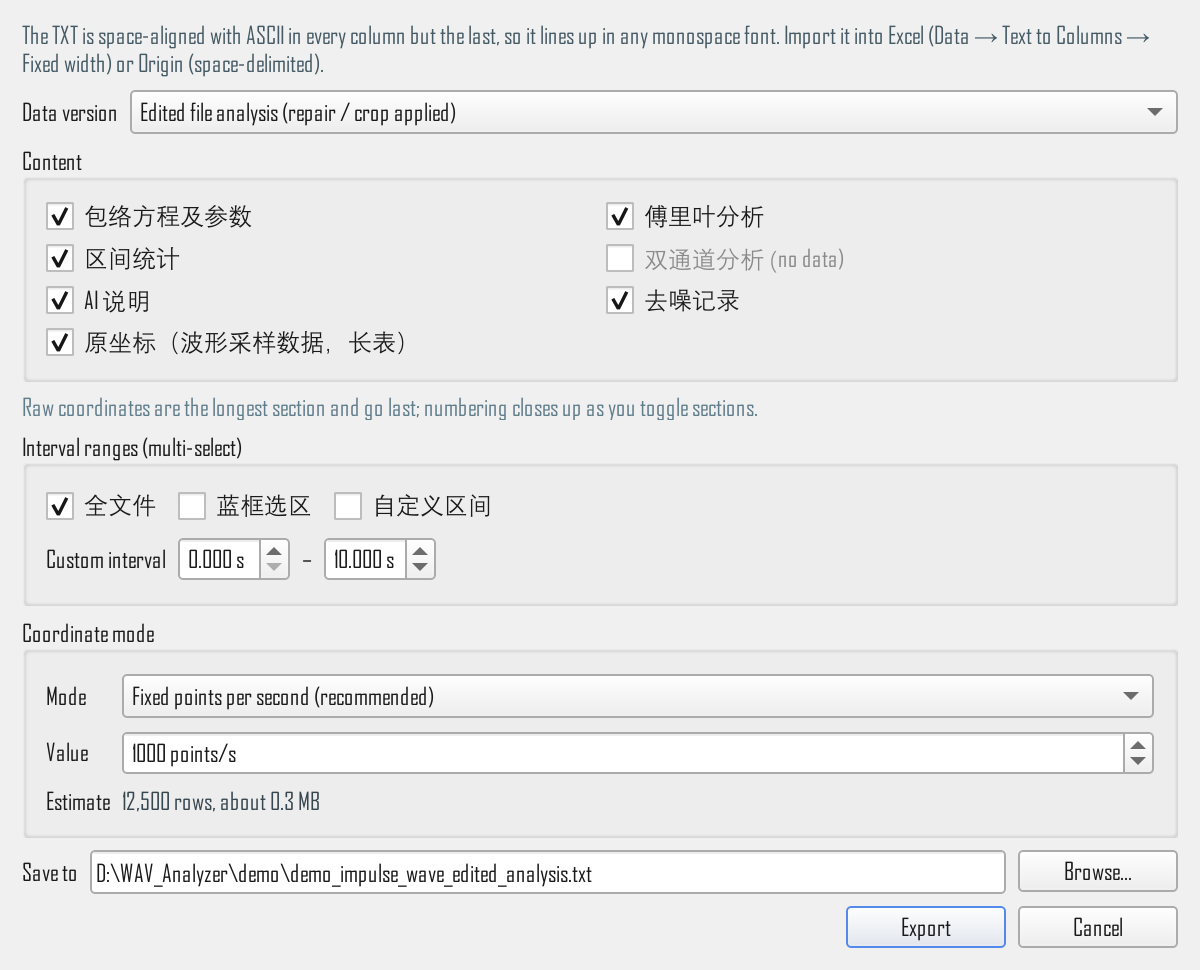 The TXT is space-aligned with ASCII in every column but the last, so it lines up in any monospace font. Import it into Excel (Data → Text to Columns →
Fixed width) or Origin (space-delimited).
Data version Edited file analysis (repair / crop applied)
Content
包络方程及参数 傅里叶分析
区间统计 双通道分析 (no data)
AI 说明 去噪记录
原坐标（波形采样数据，长表）
Raw coordinates are the longest section and go last; numbering closes up as you toggle sections.
Interval ranges (multi-select)
全文件 蓝框选区 自定义区间
Custom interval 0.000 s – 10.000 s
Coordinate mode
Mode Fixed points per second (recommended)
Value 1000 points/s
Estimate 12,500 rows, about 0.3 MB
Save to D:\WAV_Analyzer\demo\demo_impulse_wave_edited_analysis.txt Browse...
Export Cancel